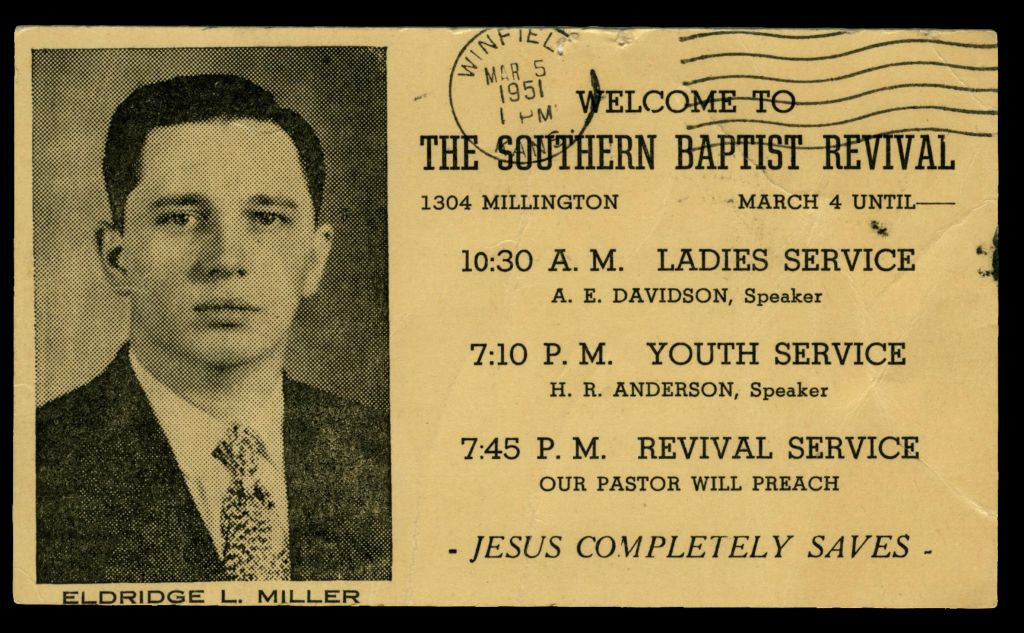 WINFIEL
MAR 5
1951
1 PM
KANS.
WELCOME TO
THE SOUTHERN BAPTIST REVIVAL
1304 MILLINGTON MARCH 4 UNTIL——
10:30 A. M. LADIES SERVICE
A. E. DAVIDSON, Speaker
7:10 P. M. YOUTH SERVICE
H. R. ANDERSON, Speaker
7:45 P. M. REVIVAL SERVICE
OUR PASTOR WILL PREACH
- JESUS COMPLETELY SAVES -
ELDRIDGE L. MILLER